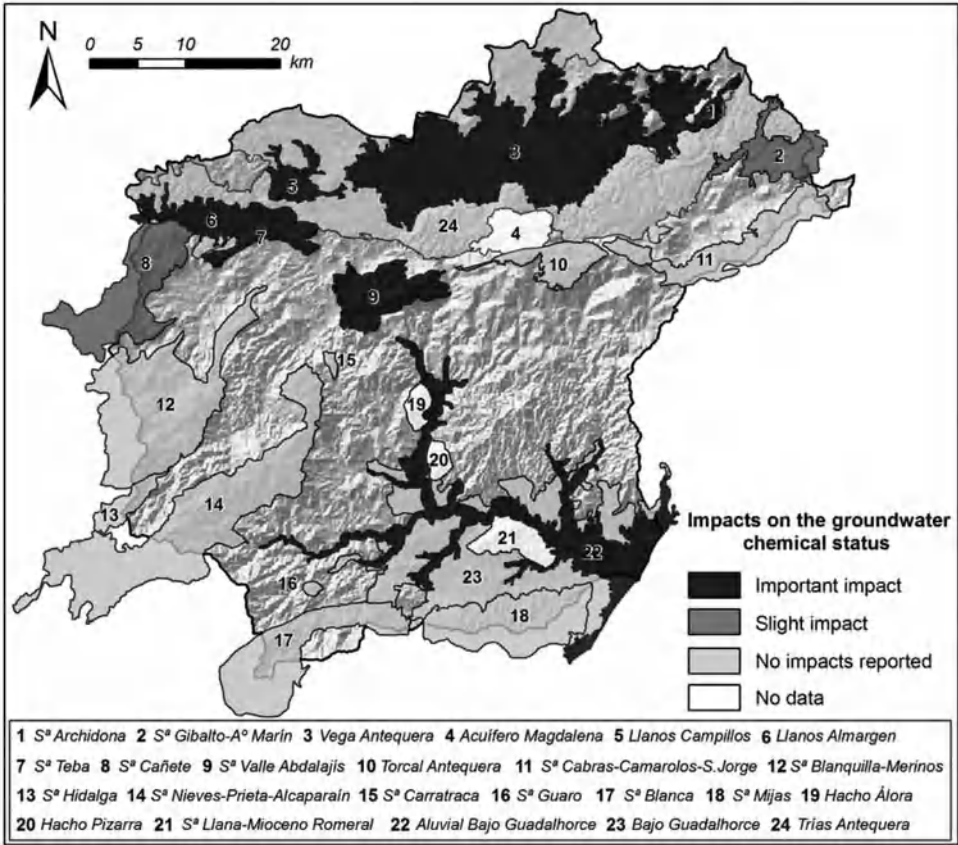 N
0 5 10 20
km
1
2
3
5
6
7
24
4
8
10
11
9
15
12
19
20
13
14
21
22
16
23
18
17
Impacts on the groundwater
chemical status
Important impact
Slight impact
No impacts reported
No data
1 Sª Archidona 2 Sª Gibalto-Aº Marín 3 Vega Antequera 4 Acuífero Magdalena 5 Llanos Campillos 6 Llanos Almargen
7 Sª Teba 8 Sª Cañete 9 Sª Valle Abdalajís 10 Torcal Antequera 11 Sª Cabras-Camarolos-S.Jorge 12 Sª Blanquilla-Merinos
13 Sª Hidalga 14 Sª Nieves-Prieta-Alcaparaín 15 Sª Carratraca 16 Sª Guaro 17 Sª Blanca 18 Sª Mijas 19 Hacho Álora
20 Hacho Pizarra 21 Sª Llana-Mioceno Romeral 22 Aluvial Bajo Guadalhorce 23 Bajo Guadalhorce 24 Trías Antequera